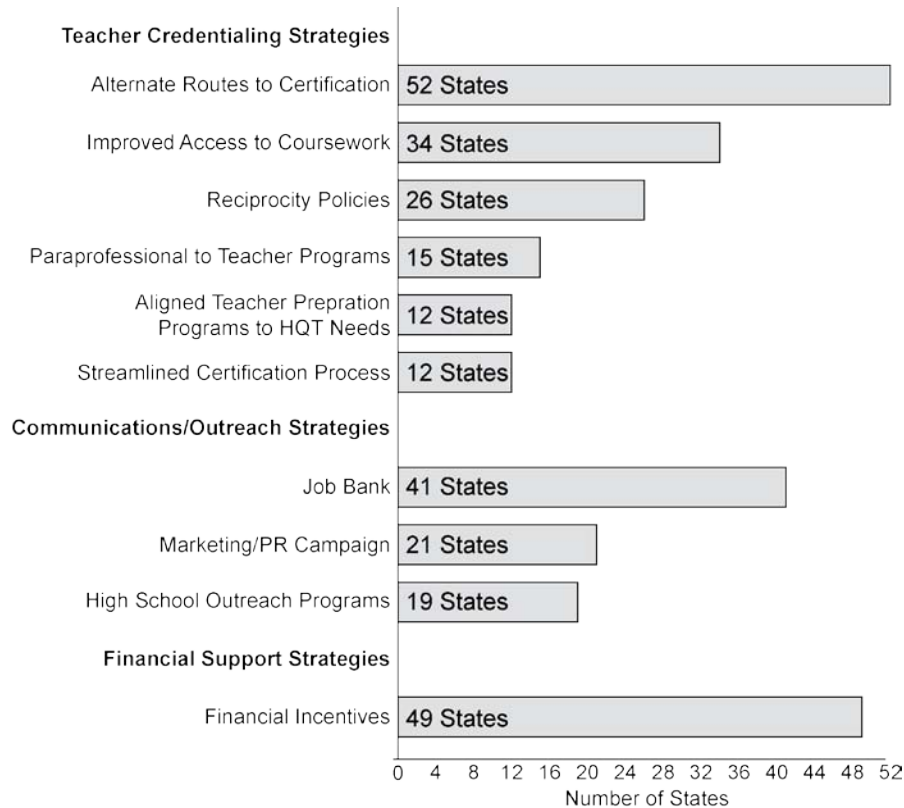 Teacher Credentialing Strategies
Alternate Routes to Certification
52 States
Improved Access to Coursework
34 States
Reciprocity Policies
26 States
Paraprofessional to Teacher Programs
15 States
Aligned Teacher Prepration
Programs to HQT Needs
12 States
Streamlined Certification Process
12 States
Communications/Outreach Strategies
Job Bank
41 States
Marketing/PR Campaign
21 States
High School Outreach Programs
19 States
Financial Support Strategies
Financial Incentives
49 States
0 4 8 12 16 20 24 28 32 36 40 44 48 52
Number of States